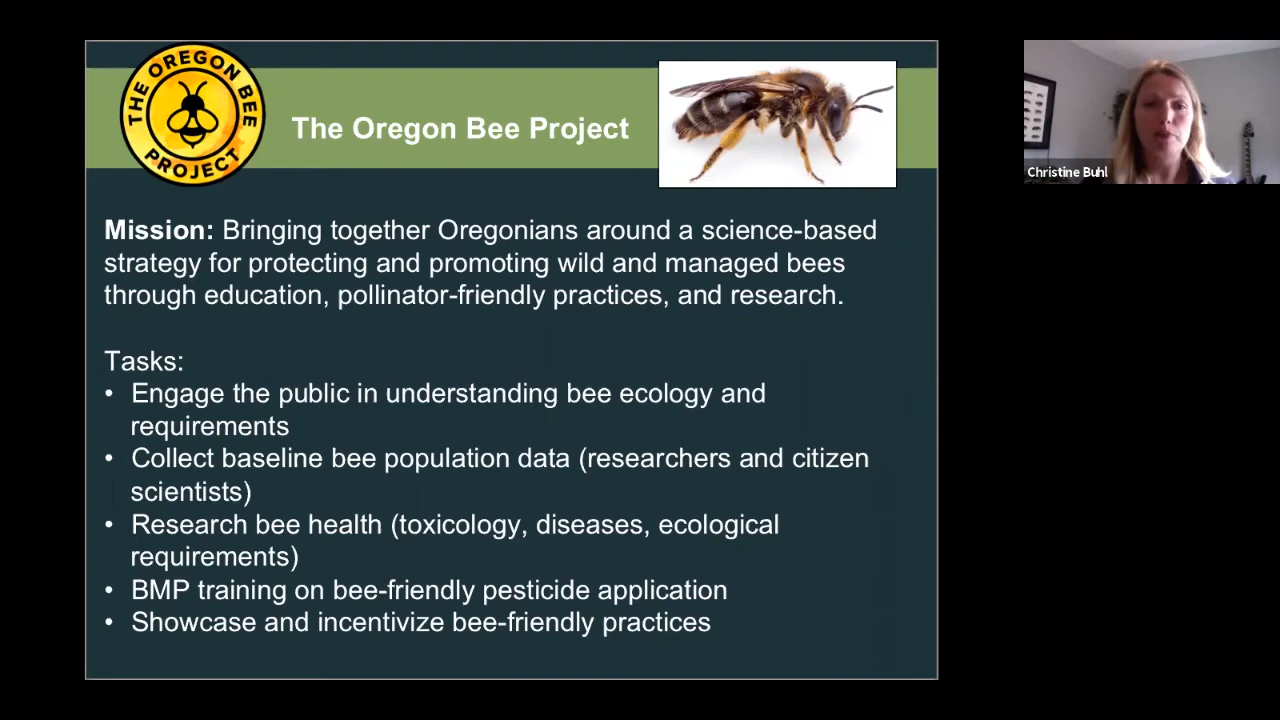 THE OREGON BEE
PROJECT
The Oregon Bee Project
Christine Buhl
Mission: Bringing together Oregonians around a science-based
strategy for protecting and promoting wild and managed bees
through education, pollinator-friendly practices, and research.
Tasks:
• Engage the public in understanding bee ecology and
requirements
• Collect baseline bee population data (researchers and citizen
scientists)
• Research bee health (toxicology, diseases, ecological
requirements)
• BMP training on bee-friendly pesticide application
• Showcase and incentivize bee-friendly practices